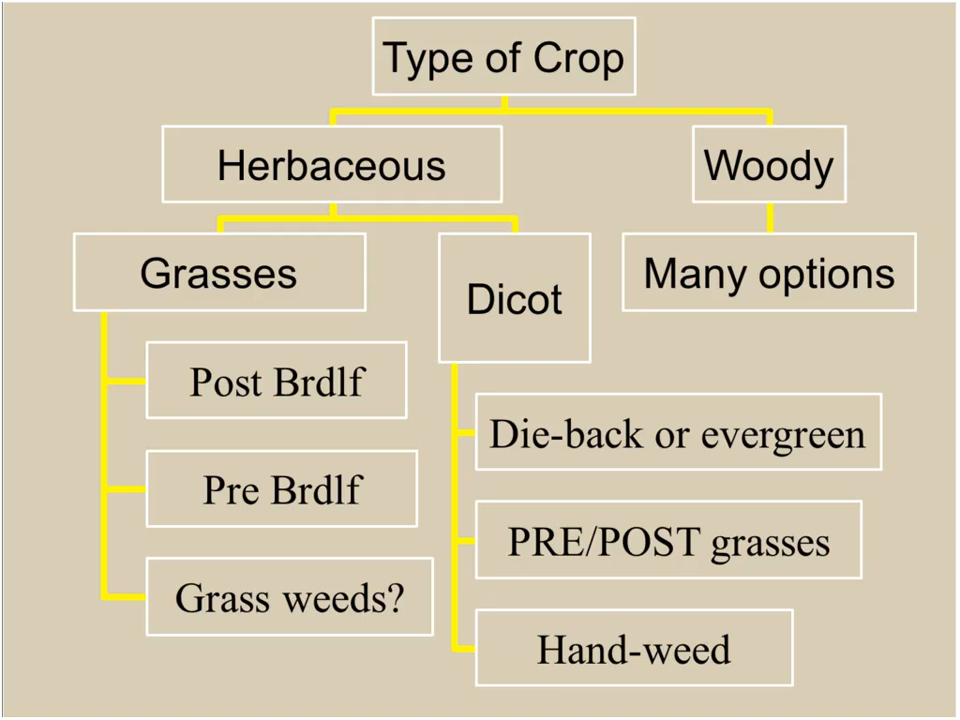 Type of Crop
Herbaceous
Woody
Grasses
Dicot
Many options
Post Brdlf
Pre Brdlf
Grass weeds?
Die-back or evergreen
PRE/POST grasses
Hand-weed